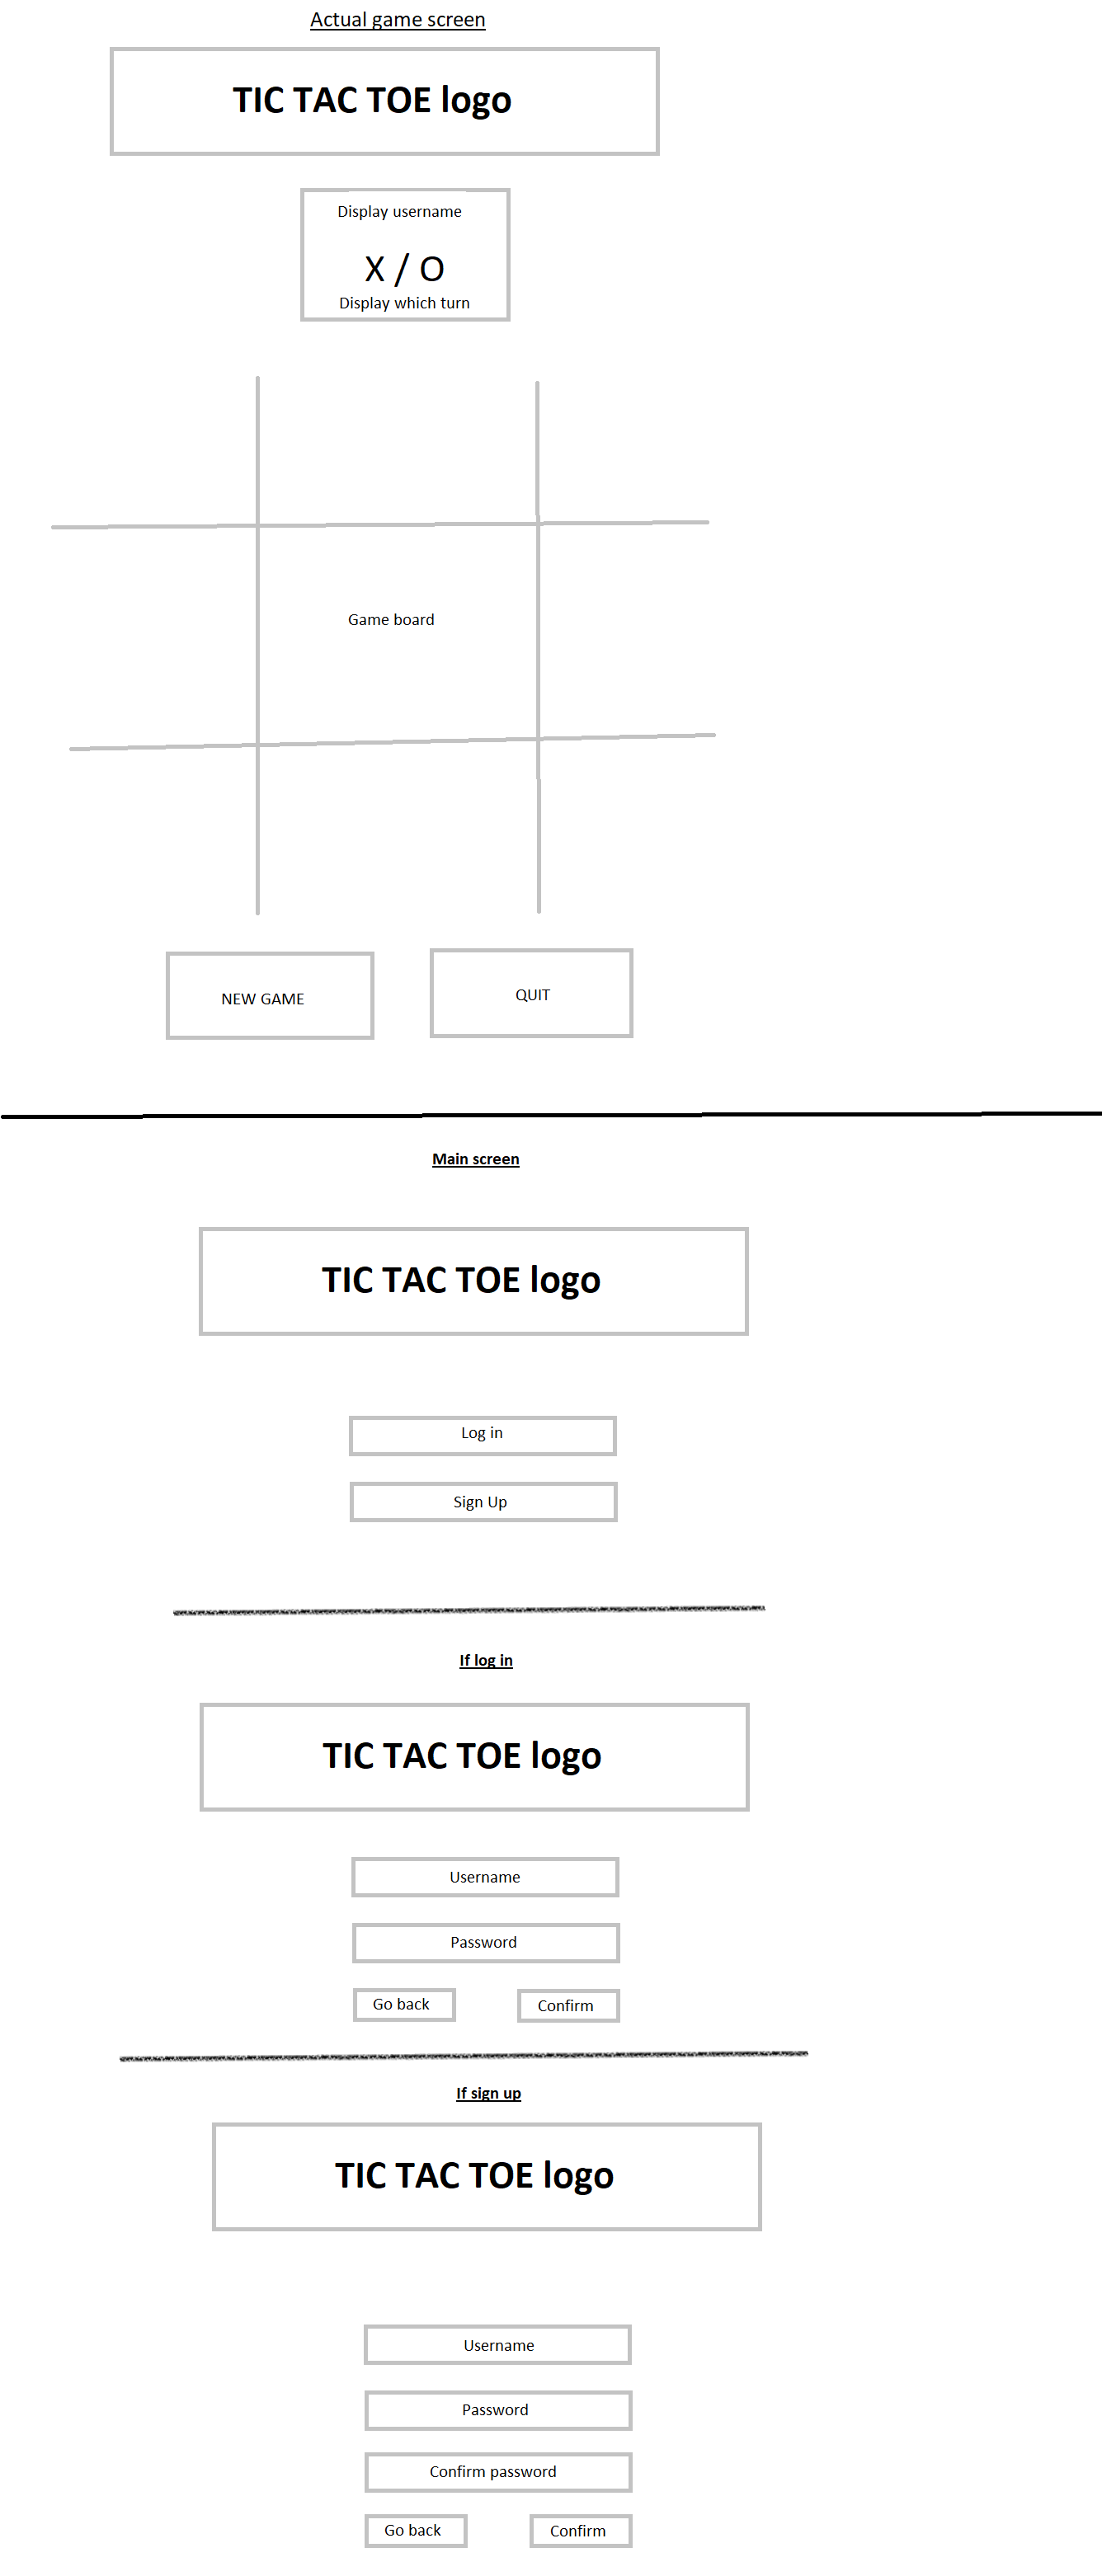 Actual game screen
TIC TAC TOE logo
Display username
X / O
Display which turn
Game board
NEW GAME
QUIT
Main screen
TIC TAC TOE logo
Log in
Sign Up
If log in
TIC TAC TOE logo
Username
Password
Go back
Confirm
If sign up
TIC TAC TOE logo
Username
Password
Confirm password
Go back
Confirm